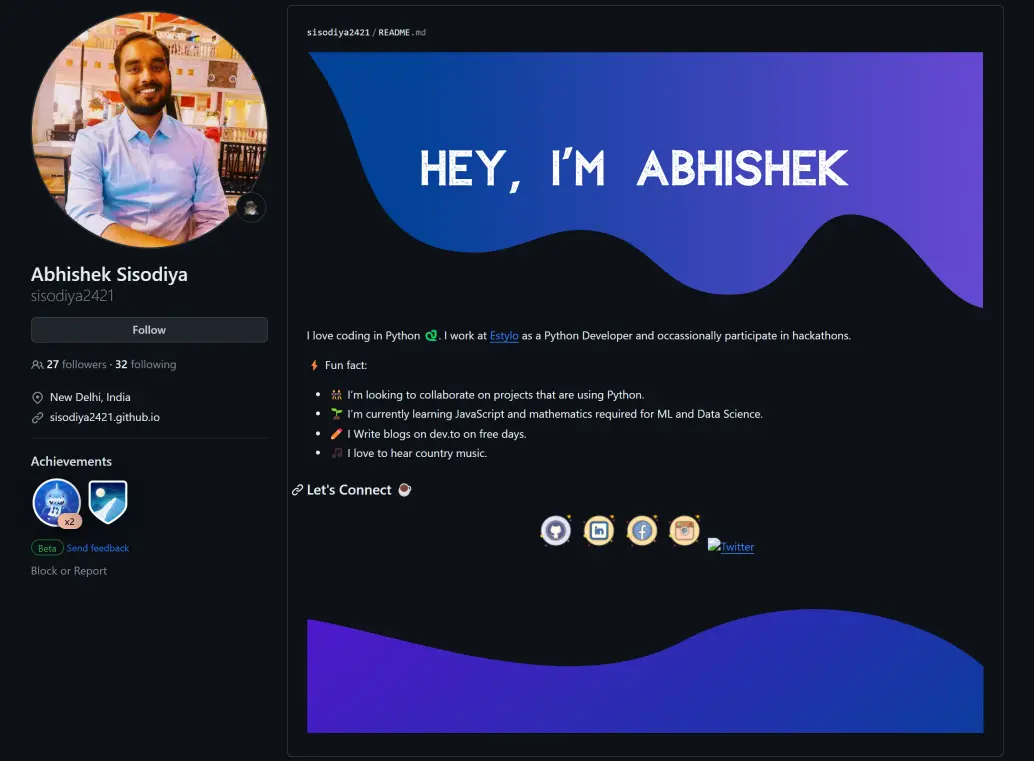 Abhishek Sisodiya
sisodiya2421
Follow
27 followers · 32 following
New Delhi, India
sisodiya2421.github.io
Achievements
x2
Beta Send feedback
Block or Report
sisodiya2421/README.md
HEY, I'M ABHISHEK
I love coding in Python . I work at Estylo as a Python Developer and occassionally participate in hackathons.
Fun fact:
I'm looking to collaborate on projects that are using Python.
I'm currently learning JavaScript and mathematics required for ML and Data Science.
I Write blogs on dev.to on free days.
I love to hear country music.
Let's Connect
in
f
Twitter